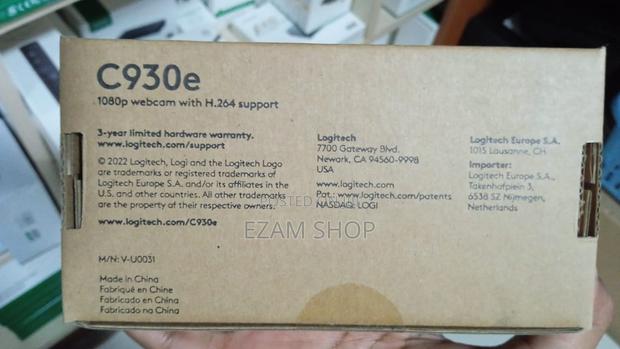 C930e
1080p webcam with H.264 support
3-year limited hardware warranty.
www.logitech.com/support
© 2022 Logitech, Logi and the Logitech Logo
are trademarks or registered trademarks of
Logitech Europe S.A. and/or its affiliates in the
U.S. and other countries. All other trademarks
are the property of their respective owners.
www.logitech.com/C930e
M/N: V-U0031
Made in China
Fabriqué en Chine
Fabricado en China
Fabricado na China
Logitech
7700 Gateway Blvd.
Newark, CA 94560-9998
USA
www.logitech.com
Pat.: www.logitech.com/patents
NASDAQ: LOGI
Logitech Europe S.A.
1015 Lausanne, CH
Importer:
Logitech Europe S.A.,
Takenhofplein 3,
6538 SZ Nijmegen,
Netherlands
EZAM SHOP